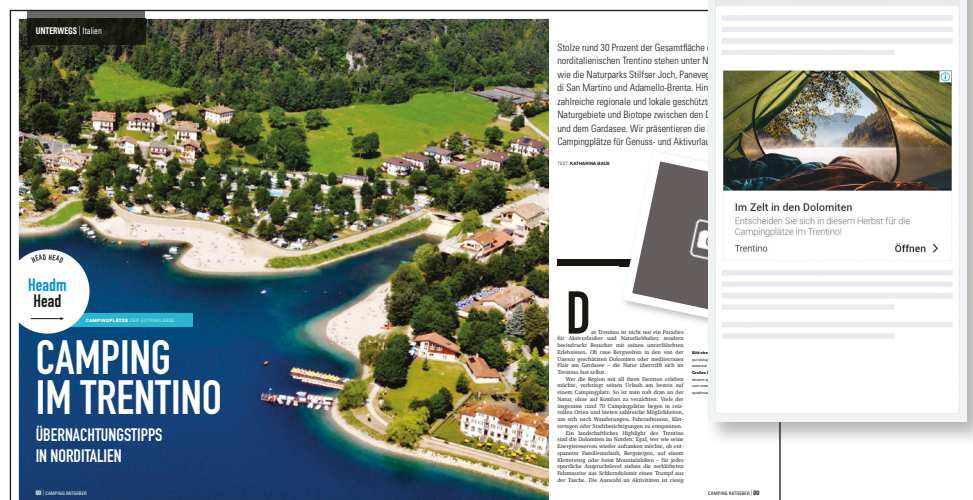 UNTERWEGS | Italien
HEAD HEAD
Headm
Head
CAMPINGPLÄTZE DER EXTRAKLASSE
CAMPING
IM TRENTINO
ÜBERNACHTUNGSTIPPS
IN NORDITALIEN
00 | CAMPING RATGEBER
Stolze rund 30 Prozent der Gesamtfläche
norditalienischen Trentino stehen unter
wie die Naturparks Stilfser Joch,
di San Martino und Adamello-Brenta.
zahlreiche regionale und lokale
Naturgebiete und Biotope zwischen den
und dem Gardasee. Wir präsentieren die
Campingplätze für Genuss- und
TEXT: KATHARINA BAUS
Das Trentino ist nicht nur ein Paradies
für Aktivurlauber und Naturliebhaber, sondern
beeindruckt Besucher mit seinen unverfälschten
Erlebnissen. Ob raue Bergwelten in den von der
Unesco geschützten Dolomiten oder mediterranes
Flair am Gardasee – die Natur übertrifft sich im
Trentino fast selbst.
Wer die Region mit all ihren Facetten erleben
möchte, verbringt seinen Urlaub am besten auf
einem Campingplatz. So ist man nah dran an der
Natur, ohne auf Komfort zu verzichten: Viele der
insgesamt rund 70 Campingplätze liegen in reiz-
vollen Orten und bieten zahlreiche Möglichkeiten,
um sich nach Wanderungen, Fahrradtouren, Klet-
tertagen oder Stadtbesichtigungen zu entspannen.
Ein landschaftliches Highlight des Trentino
sind die Dolomiten im Norden: Egal, wer wie seine
Energiereserven wieder auftanken möchte, ob ent-
spannter Familienurlaub, Bergsteigen, auf einem
Klettersteig oder beim Mountainbiken – für jedes
sportliche Anspruchslevel ziehen die zerklüfteten
Felsmassive aus Schlerndolomit einen Trumpf aus
der Tasche. Die Auswahl an Aktivitäten ist riesig
CAMPING RATGEBER | 00
Im Zelt in den Dolomiten
Entscheiden Sie sich in diesem Herbst für die
Campingplätze im Trentino!
Trentino
Öffnen